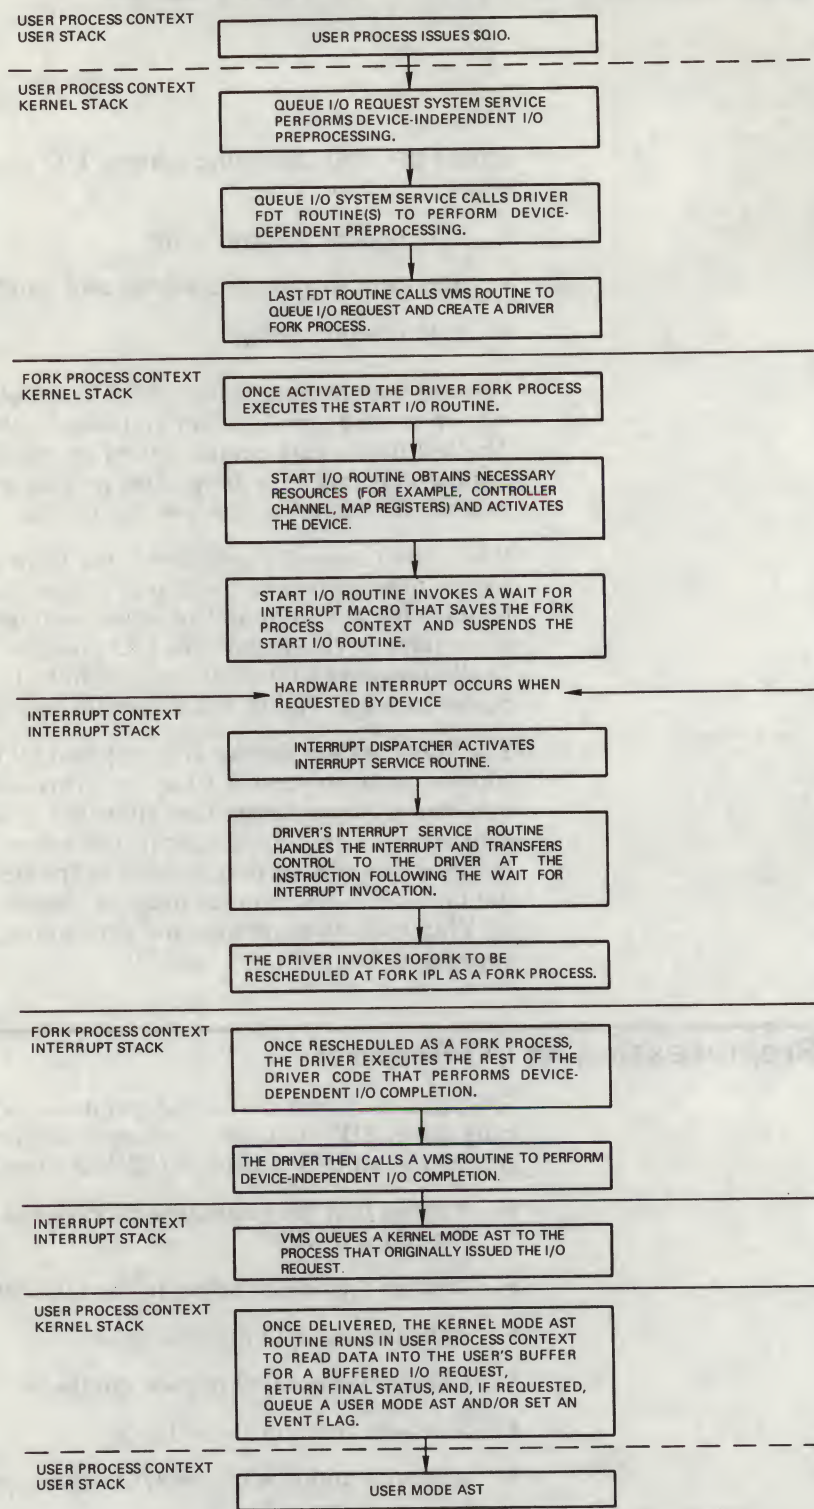 USER PROCESS CONTEXT
USER STACK
USER PROCESS ISSUES $QIO.
USER PROCESS CONTEXT
KERNEL STACK
QUEUE I/O REQUEST SYSTEM SERVICE
PERFORMS DEVICE-INDEPENDENT I/O
PREPROCESSING.
QUEUE I/O SYSTEM SERVICE CALLS DRIVER
FDT ROUTINE(S) TO PERFORM DEVICE-
DEPENDENT PREPROCESSING.
LAST FDT ROUTINE CALLS VMS ROUTINE TO
QUEUE I/O REQUEST AND CREATE A DRIVER
FORK PROCESS.
FORK PROCESS CONTEXT
KERNEL STACK
ONCE ACTIVATED THE DRIVER FORK PROCESS
EXECUTES THE START I/O ROUTINE.
START I/O ROUTINE OBTAINS NECESSARY
RESOURCES (FOR EXAMPLE, CONTROLLER
CHANNEL, MAP REGISTERS) AND ACTIVATES
THE DEVICE.
START I/O ROUTINE INVOKES A WAIT FOR
INTERRUPT MACRO THAT SAVES THE FORK
PROCESS CONTEXT AND SUSPENDS THE
START I/O ROUTINE.
HARDWARE INTERRUPT OCCURS WHEN
REQUESTED BY DEVICE
INTERRUPT CONTEXT
INTERRUPT STACK
INTERRUPT DISPATCHER ACTIVATES
INTERRUPT SERVICE ROUTINE.
DRIVER'S INTERRUPT SERVICE ROUTINE
HANDLES THE INTERRUPT AND TRANSFERS
CONTROL TO THE DRIVER AT THE
INSTRUCTION FOLLOWING THE WAIT FOR
INTERRUPT INVOCATION.
THE DRIVER INVOKES IOFORK TO BE
RESCHEDULED AT FORK IPL AS A FORK PROCESS.
FORK PROCESS CONTEXT
INTERRUPT STACK
ONCE RESCHEDULED AS A FORK PROCESS,
THE DRIVER EXECUTES THE REST OF THE
DRIVER CODE THAT PERFORMS DEVICE-
DEPENDENT I/O COMPLETION.
THE DRIVER THEN CALLS A VMS ROUTINE TO PERFORM
DEVICE-INDEPENDENT I/O COMPLETION.
INTERRUPT CONTEXT
INTERRUPT STACK
VMS QUEUES A KERNEL MODE AST TO THE
PROCESS THAT ORIGINALLY ISSUED THE I/O
REQUEST.
USER PROCESS CONTEXT
KERNEL STACK
ONCE DELIVERED, THE KERNEL MODE AST
ROUTINE RUNS IN USER PROCESS CONTEXT
TO READ DATA INTO THE USER'S BUFFER
FOR A BUFFERED I/O REQUEST,
RETURN FINAL STATUS, AND, IF REQUESTED,
QUEUE A USER MODE AST AND/OR SET AN
EVENT FLAG.
USER PROCESS CONTEXT
USER STACK
USER MODE AST